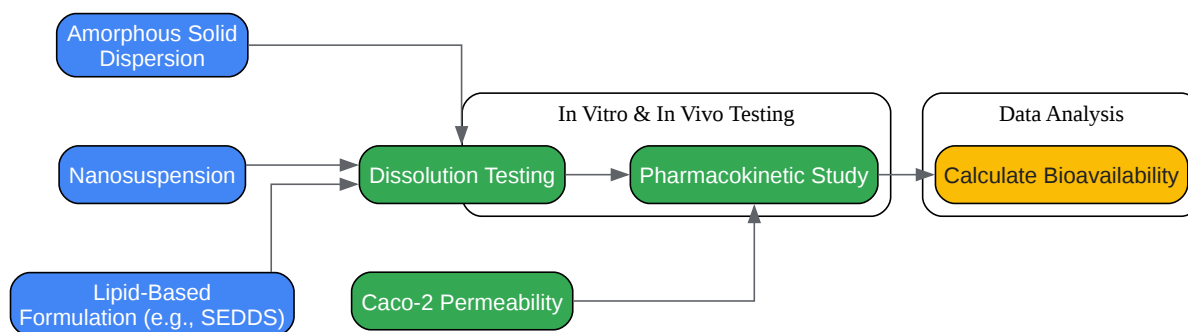 Amorphous Solid
Dispersion
In Vitro & In Vivo Testing
Data Analysis
Nanosuspension
Dissolution Testing
Pharmacokinetic Study
Calculate Bioavailability
Lipid-Based
Formulation (e.g., SEDDS)
Caco-2 Permeability